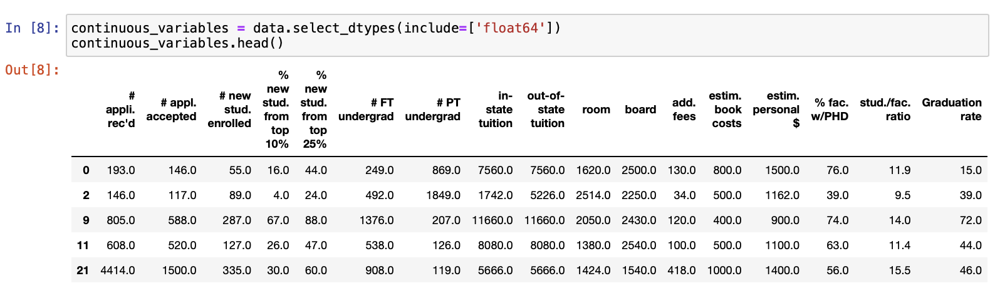 In [8]: continuous_variables = data.select_dtypes(include=['float64'])
continuous_variables.head()
Out[8]:
# appli. rec'd # appl. accepted # new stud. enrolled % new stud. from top 10% % new stud. from top 25% # FT undergrad # PT undergrad in-state tuition out-of-state tuition room board add. fees estim. book costs estim. personal $ % fac. w/PHD stud./fac. ratio Graduation rate
0 193.0 146.0 55.0 16.0 44.0 249.0 869.0 7560.0 7560.0 1620.0 2500.0 130.0 800.0 1500.0 76.0 11.9 15.0
2 146.0 117.0 89.0 4.0 24.0 492.0 1849.0 1742.0 5226.0 2514.0 2250.0 34.0 500.0 1162.0 39.0 9.5 39.0
9 805.0 588.0 287.0 67.0 88.0 1376.0 207.0 11660.0 11660.0 2050.0 2430.0 120.0 400.0 900.0 74.0 14.0 72.0
11 608.0 520.0 127.0 26.0 47.0 538.0 126.0 8080.0 8080.0 1380.0 2540.0 100.0 500.0 1100.0 63.0 11.4 44.0
21 4414.0 1500.0 335.0 30.0 60.0 908.0 119.0 5666.0 5666.0 1424.0 1540.0 418.0 1000.0 1400.0 56.0 15.5 46.0